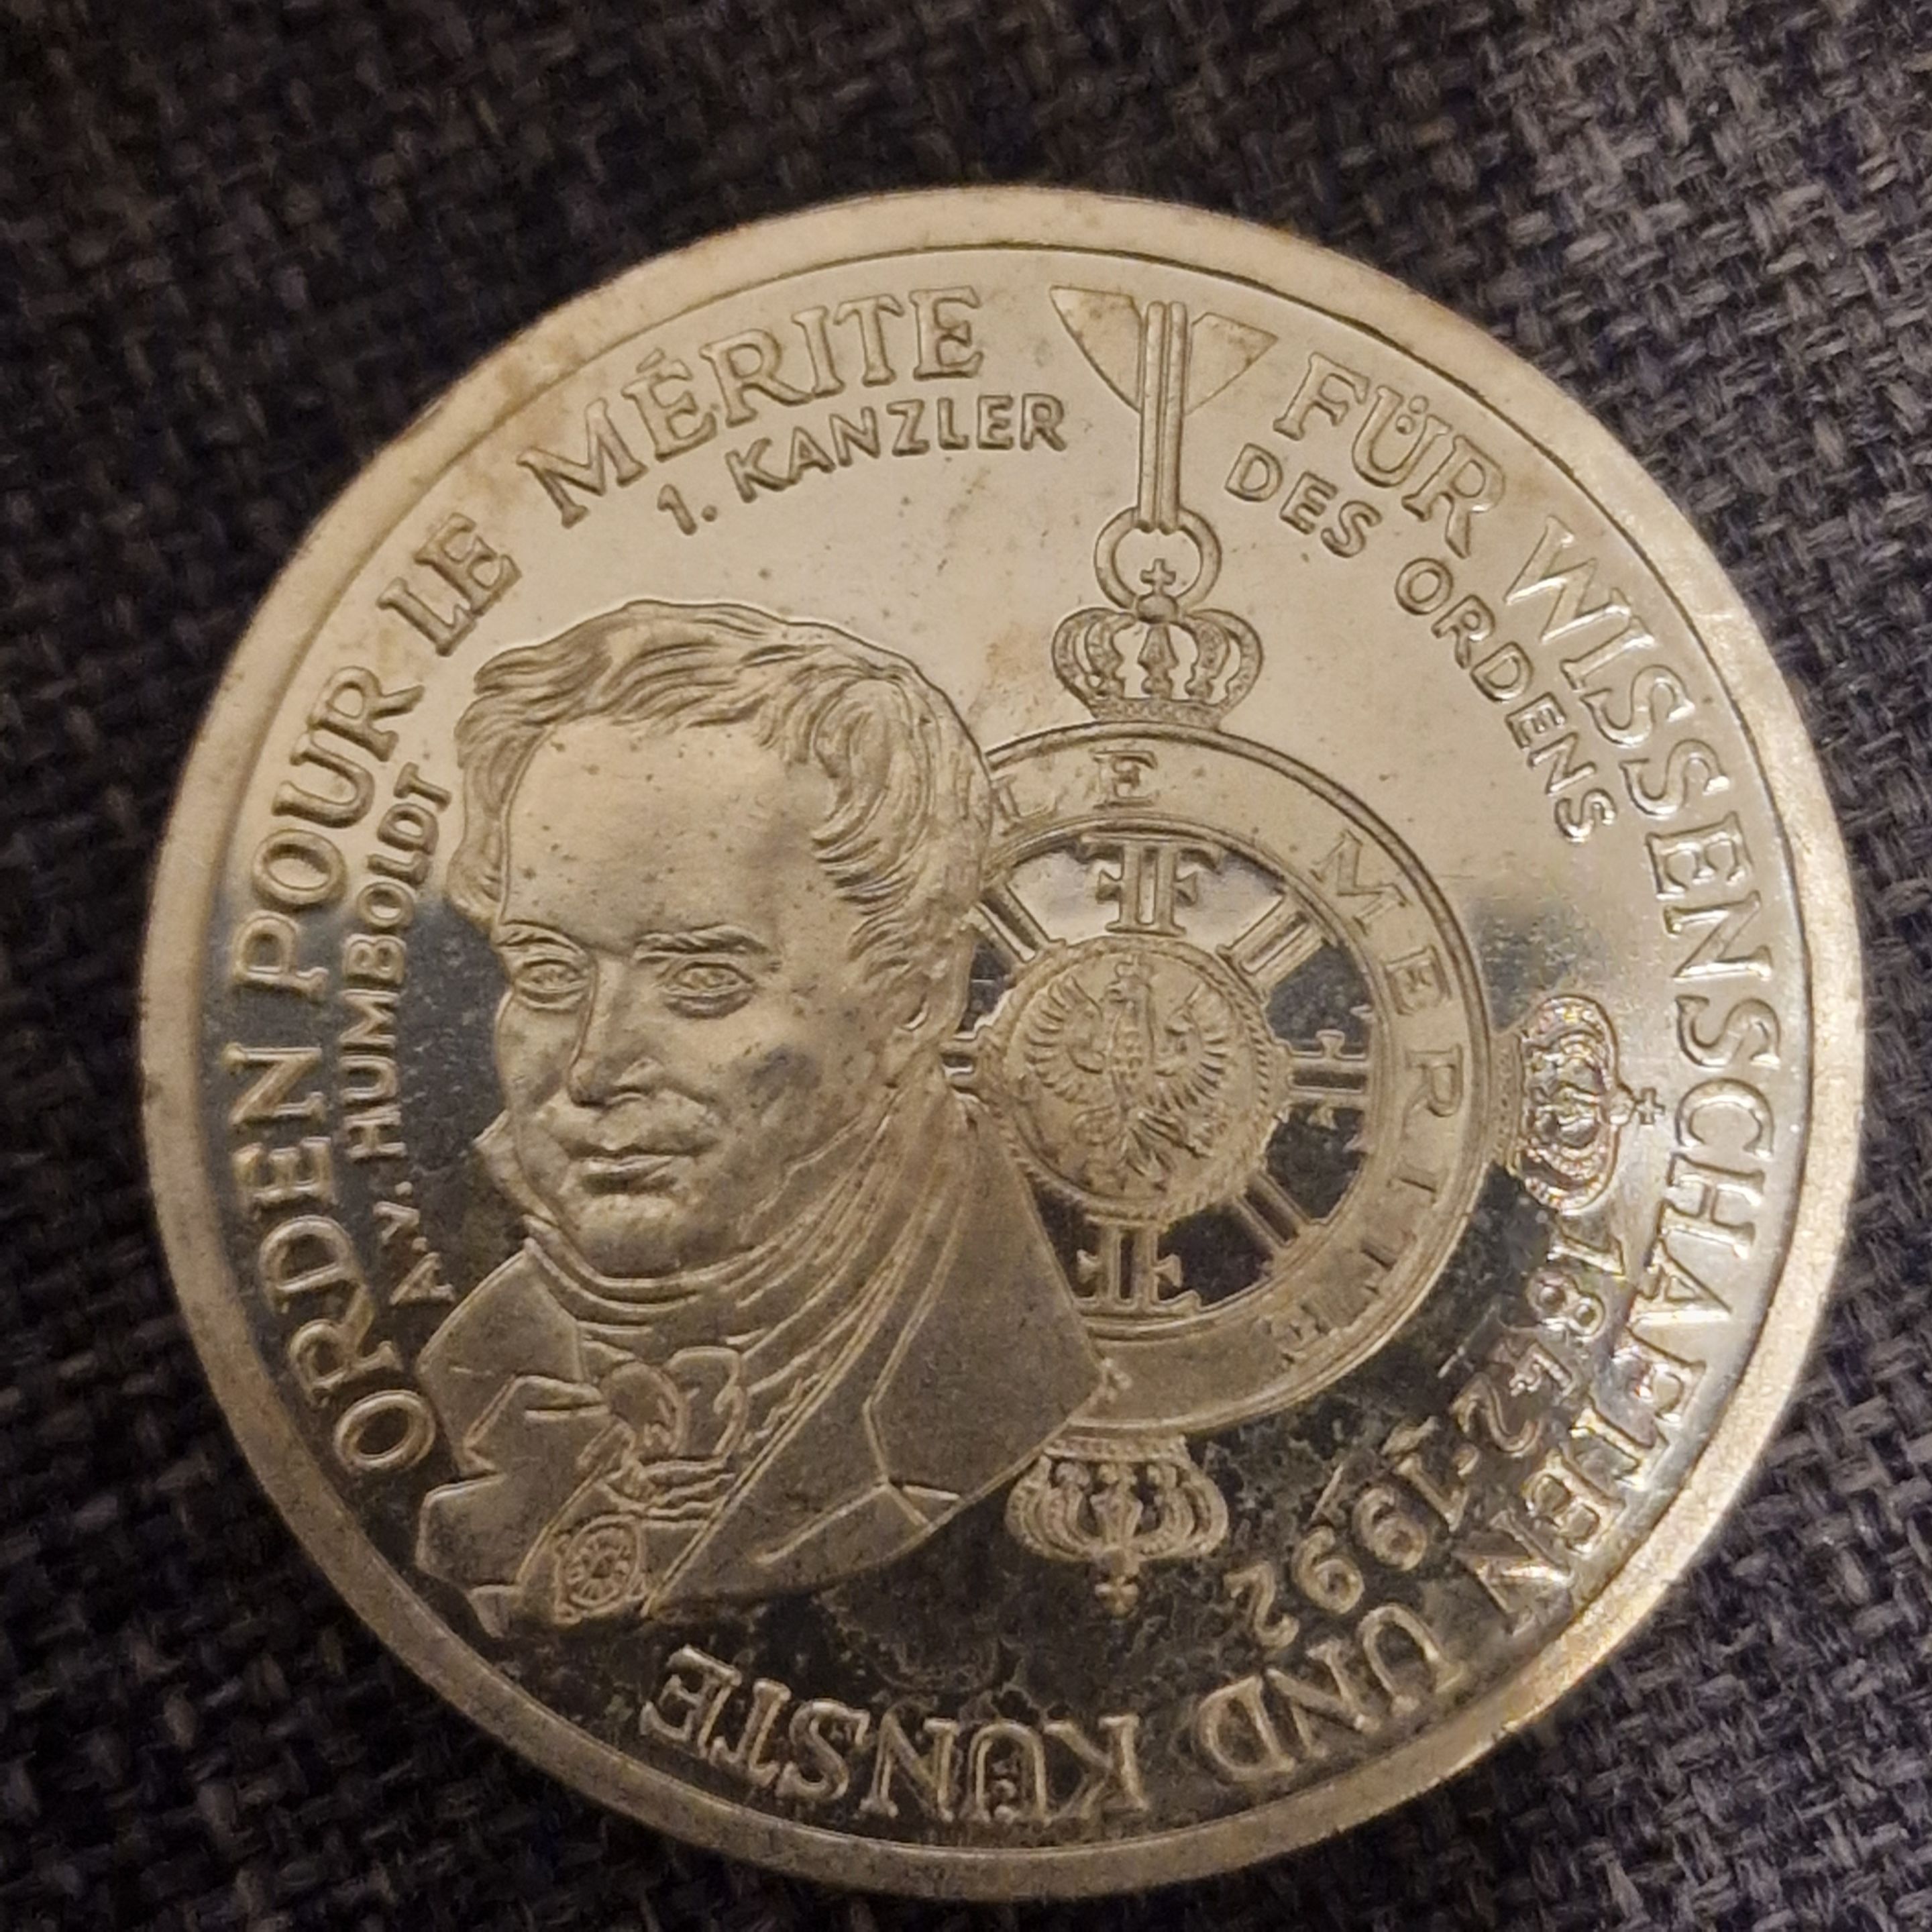 ORDEN POUR LE MÉRITE FÜR WISSENSCHAFTEN UND KÜNSTE
A.V. HUMBOLDT 1. KANZLER DES ORDENS
1842-1992
LE MERITE